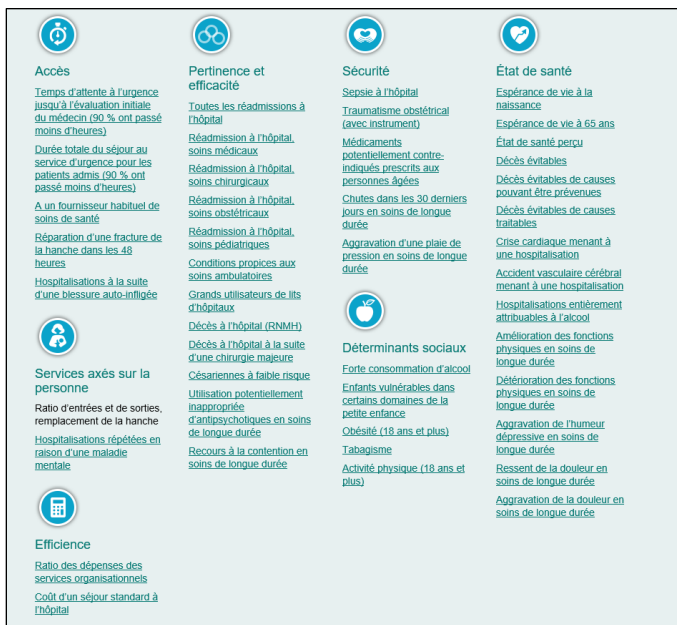 Accès
Temps d'attente à l'urgence
jusqu'à l'évaluation initiale
du médecin (90 % ont passé
moins d'heures)
Durée totale du séjour au
service d'urgence pour les
patients admis (90 % ont
passé moins d'heures)
A un fournisseur habituel de
soins de santé
Réparation d'une fracture de
la hanche dans les 48
heures
Hospitalisations à la suite
d'une blessure auto-infligée
Services axés sur la
personne
Ratio d'entrées et de sorties,
remplacement de la hanche
Hospitalisations répétées en
raison d'une maladie
mentale
Efficience
Ratio des dépenses des
services organisationnels
Coût d'un séjour standard à
l'hôpital
Pertinence et
efficacité
Toutes les réadmissions à
l'hôpital
Réadmission à l'hôpital,
soins médicaux
Réadmission à l'hôpital,
soins chirurgicaux
Réadmission à l'hôpital,
soins obstétricaux
Réadmission à l'hôpital,
soins pédiatriques
Conditions propices aux
soins ambulatoires
Grands utilisateurs de lits
d'hôpitaux
Décès à l'hôpital (RNMH)
Décès à l'hôpital à la suite
d'une chirurgie majeure
Césariennes à faible risque
Utilisation potentiellement
inappropriée
d'antipsychotiques en soins
de longue durée
Recours à la contention en
soins de longue durée
Sécurité
Sepsie à l'hôpital
Traumatisme obstétrical
(avec instrument)
Médicaments
potentiellement contre-
indiqués prescrits aux
personnes âgées
Chutes dans les 30 derniers
jours en soins de longue
durée
Aggravation d'une plaie de
pression en soins de longue
durée
Déterminants sociaux
Forte consommation d'alcool
Enfants vulnérables dans
certains domaines de la
petite enfance
Obésité (18 ans et plus)
Tabagisme
Activité physique (18 ans et
plus)
État de santé
Espérance de vie à la
naissance
Espérance de vie à 65 ans
État de santé perçu
Décès évitables
Décès évitables de causes
pouvant être prévenues
Décès évitables de causes
traitables
Crise cardiaque menant à
une hospitalisation
Accident vasculaire cérébral
menant à une hospitalisation
Hospitalisations entièrement
attribuables à l'alcool
Amélioration des fonctions
physiques en soins de
longue durée
Détérioration des fonctions
physiques en soins de
longue durée
Aggravation de l'humeur
dépressive en soins de
longue durée
Ressent de la douleur en
soins de longue durée
Aggravation de la douleur en
soins de longue durée